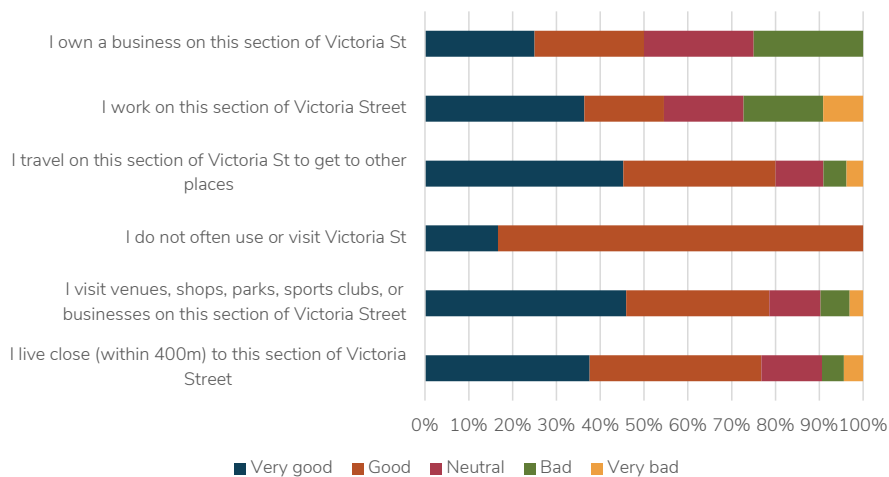 I own a business on this section of Victoria St
I work on this section of Victoria Street
I travel on this section of Victoria St to get to other
places
I do not often use or visit Victoria St
I visit venues, shops, parks, sports clubs, or
businesses on this section of Victoria Street
I live close (within 400m) to this section of Victoria
Street
0% 10% 20% 30% 40% 50% 60% 70% 80% 90%100%
Very good Good Neutral Bad Very bad